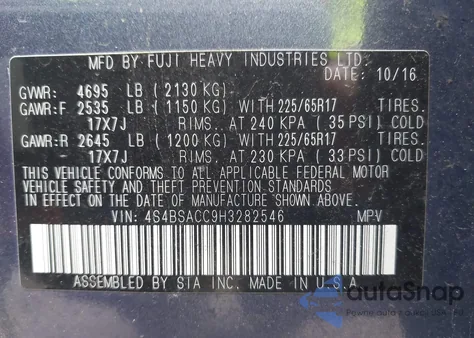 MFD BY FUJI HEAVY INDUSTRIES LTD.
DATE: 10/16
GVWR: 4695 LB ( 2130 KG)
GAWR:F 2535 LB ( 1150 KG) WITH 225/65R17 TIRES.
17X7J RIMS, AT 240 KPA ( 35 PSI) COLD
GAWR:R 2645 LB ( 1200 KG) WITH 225/65R17 TIRES.
17X7J RIMS, AT 230 KPA ( 33 PSI) COLD
THIS VEHICLE CONFORMS TO ALL APPLICABLE FEDERAL MOTOR
VEHICLE SAFETY AND THEFT PREVENTION STANDARDS
IN EFFECT ON THE DATE OF MANUFACTURE SHOWN ABOVE.
VIN: 4S4BSACC9H3282546 MPV
ASSEMBLED BY SIA INC. MADE IN U.S.A.
autoSnap